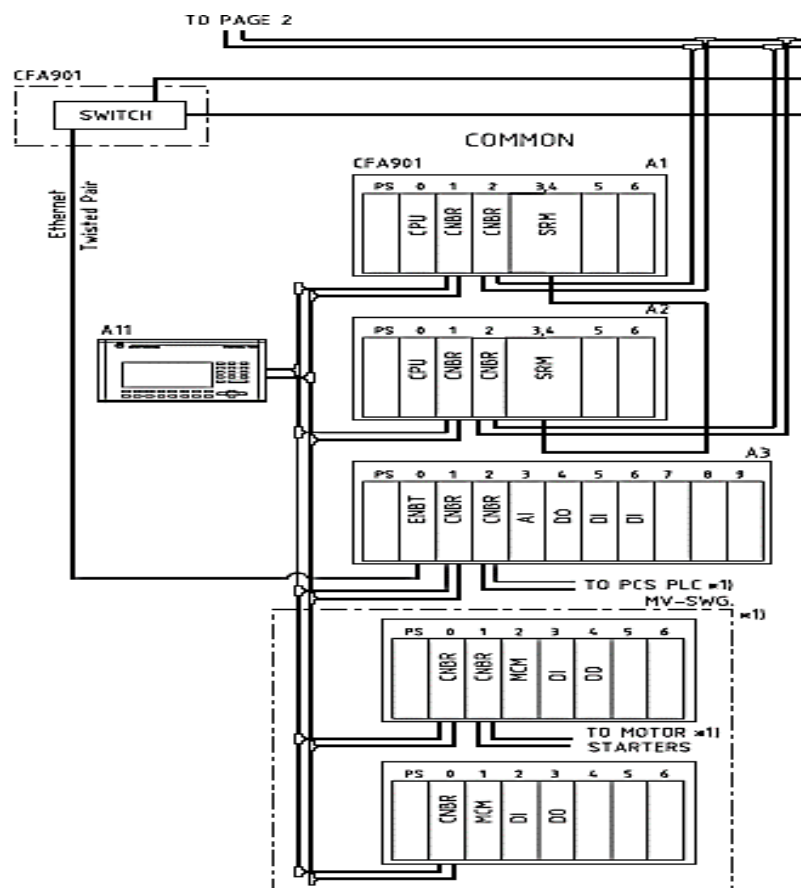 TO PAGE 2
CFA901
SWITCH
COMMON
Ethernet
Twisted Pair
CFA901 A1
PS 0 1 2 3,4 5 6
CPU CNBR CNBR SRM
A2
PS 0 1 2 3,4 5 6
CPU CNBR CNBR SRM
A11
A3
PS 0 1 2 3 4 5 6 7 8 9
ENBT CNBR CNBR AI DO DI DI
TO PCS PLC *1)
MV-SWG.
*1)
PS 0 1 2 3 4 5 6
CNBR CNBR MCM DI DO
TO MOTOR *1)
STARTERS
PS 0 1 2 3 4 5 6
CNBR MCM DI DO